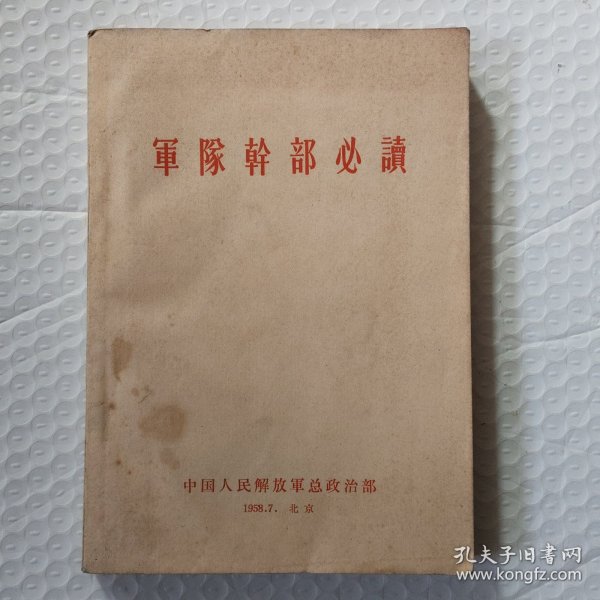 軍隊幹部必讀
中国人民解放軍总政治部
1958.7. 北京
孔夫子旧书网
www.kongfz.com